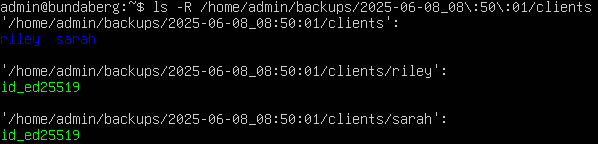 admin@bundaberg:~$ ls -R /home/admin/backups/2025-06-08_08\:50\:01/clients
'/home/admin/backups/2025-06-08_08:50:01/clients':
riley  sarah

'/home/admin/backups/2025-06-08_08:50:01/clients/riley':
id_ed25519

'/home/admin/backups/2025-06-08_08:50:01/clients/sarah':
id_ed25519